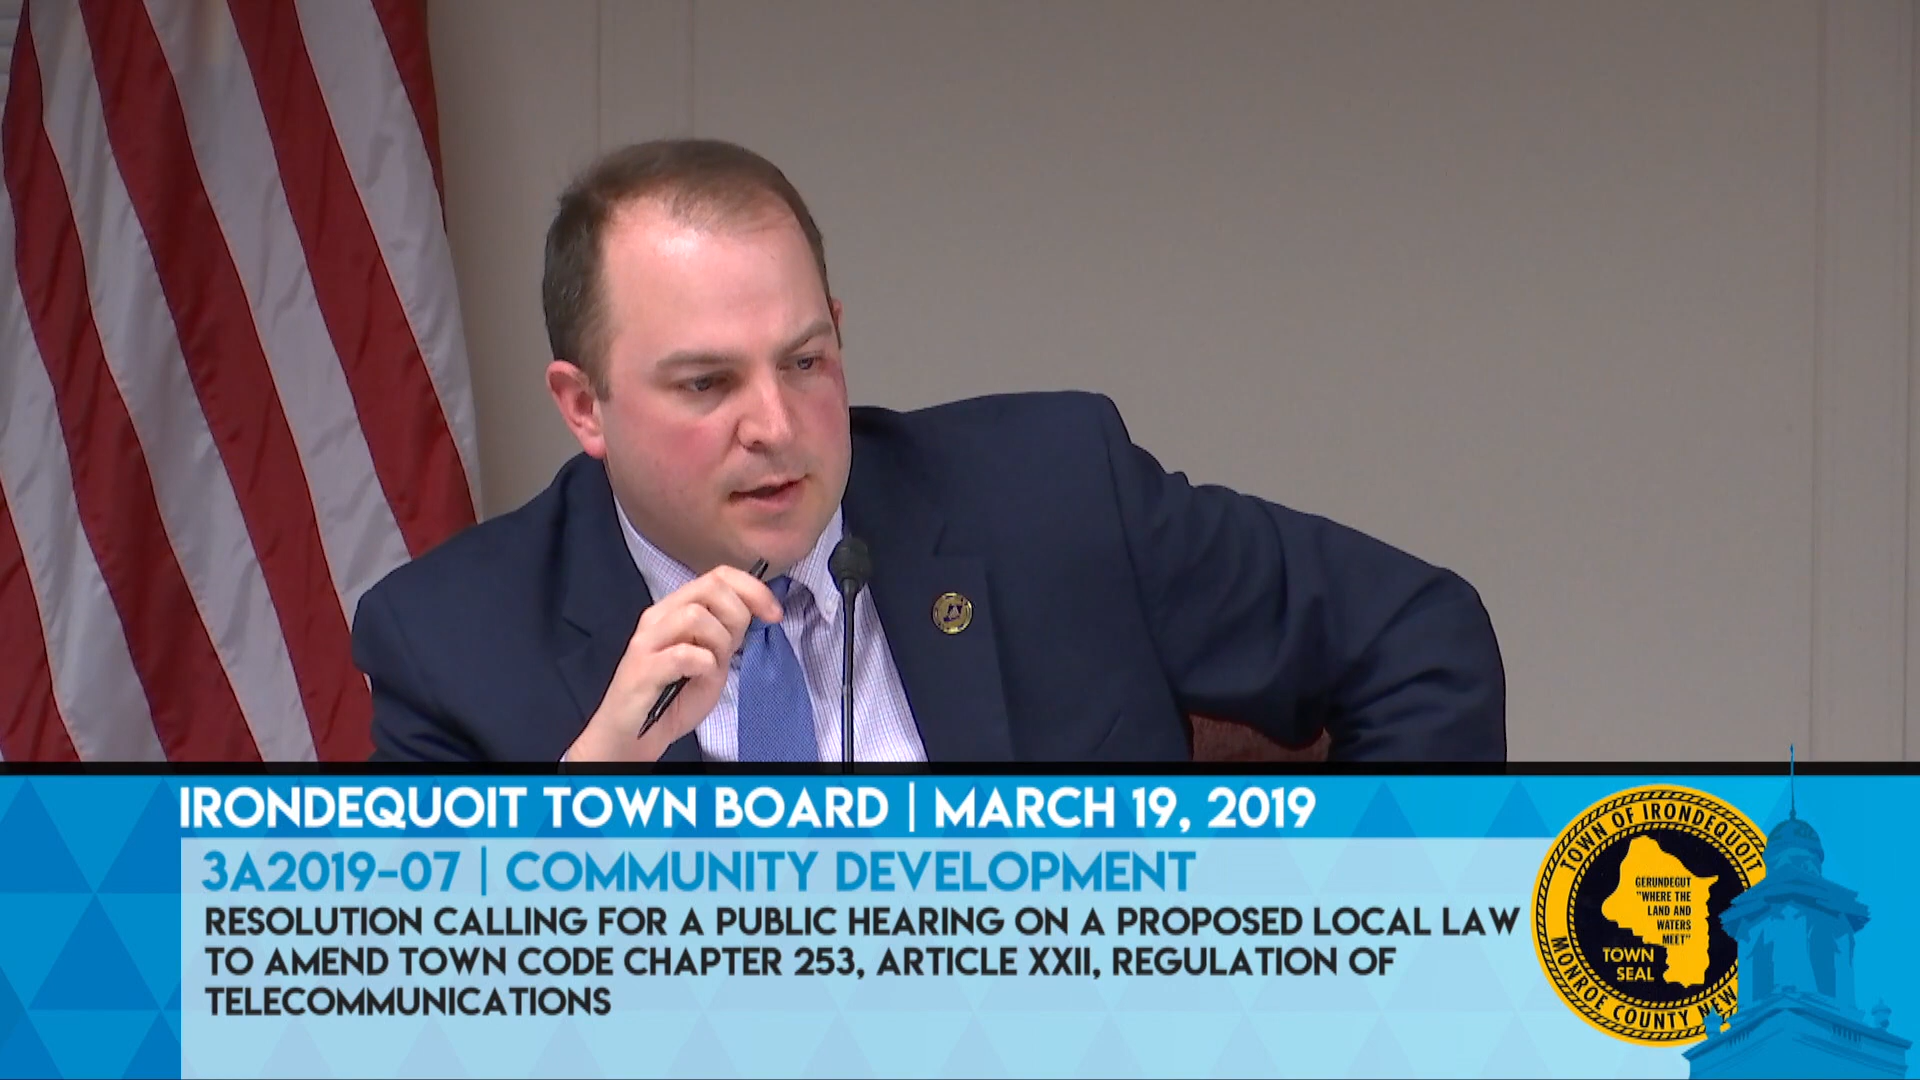 IRONDEQUOIT TOWN BOARD | MARCH 19, 2019
3A2019-07 | COMMUNITY DEVELOPMENT
RESOLUTION CALLING FOR A PUBLIC HEARING ON A PROPOSED LOCAL LAW
TO AMEND TOWN CODE CHAPTER 253, ARTICLE XXII, REGULATION OF
TELECOMMUNICATIONS
TOWN OF IRONDEQUOIT
GERUNDEGUT
"WHERE THE
LAND AND
WATERS
MEET"
TOWN
SEAL
MONROE COUNTY NEW